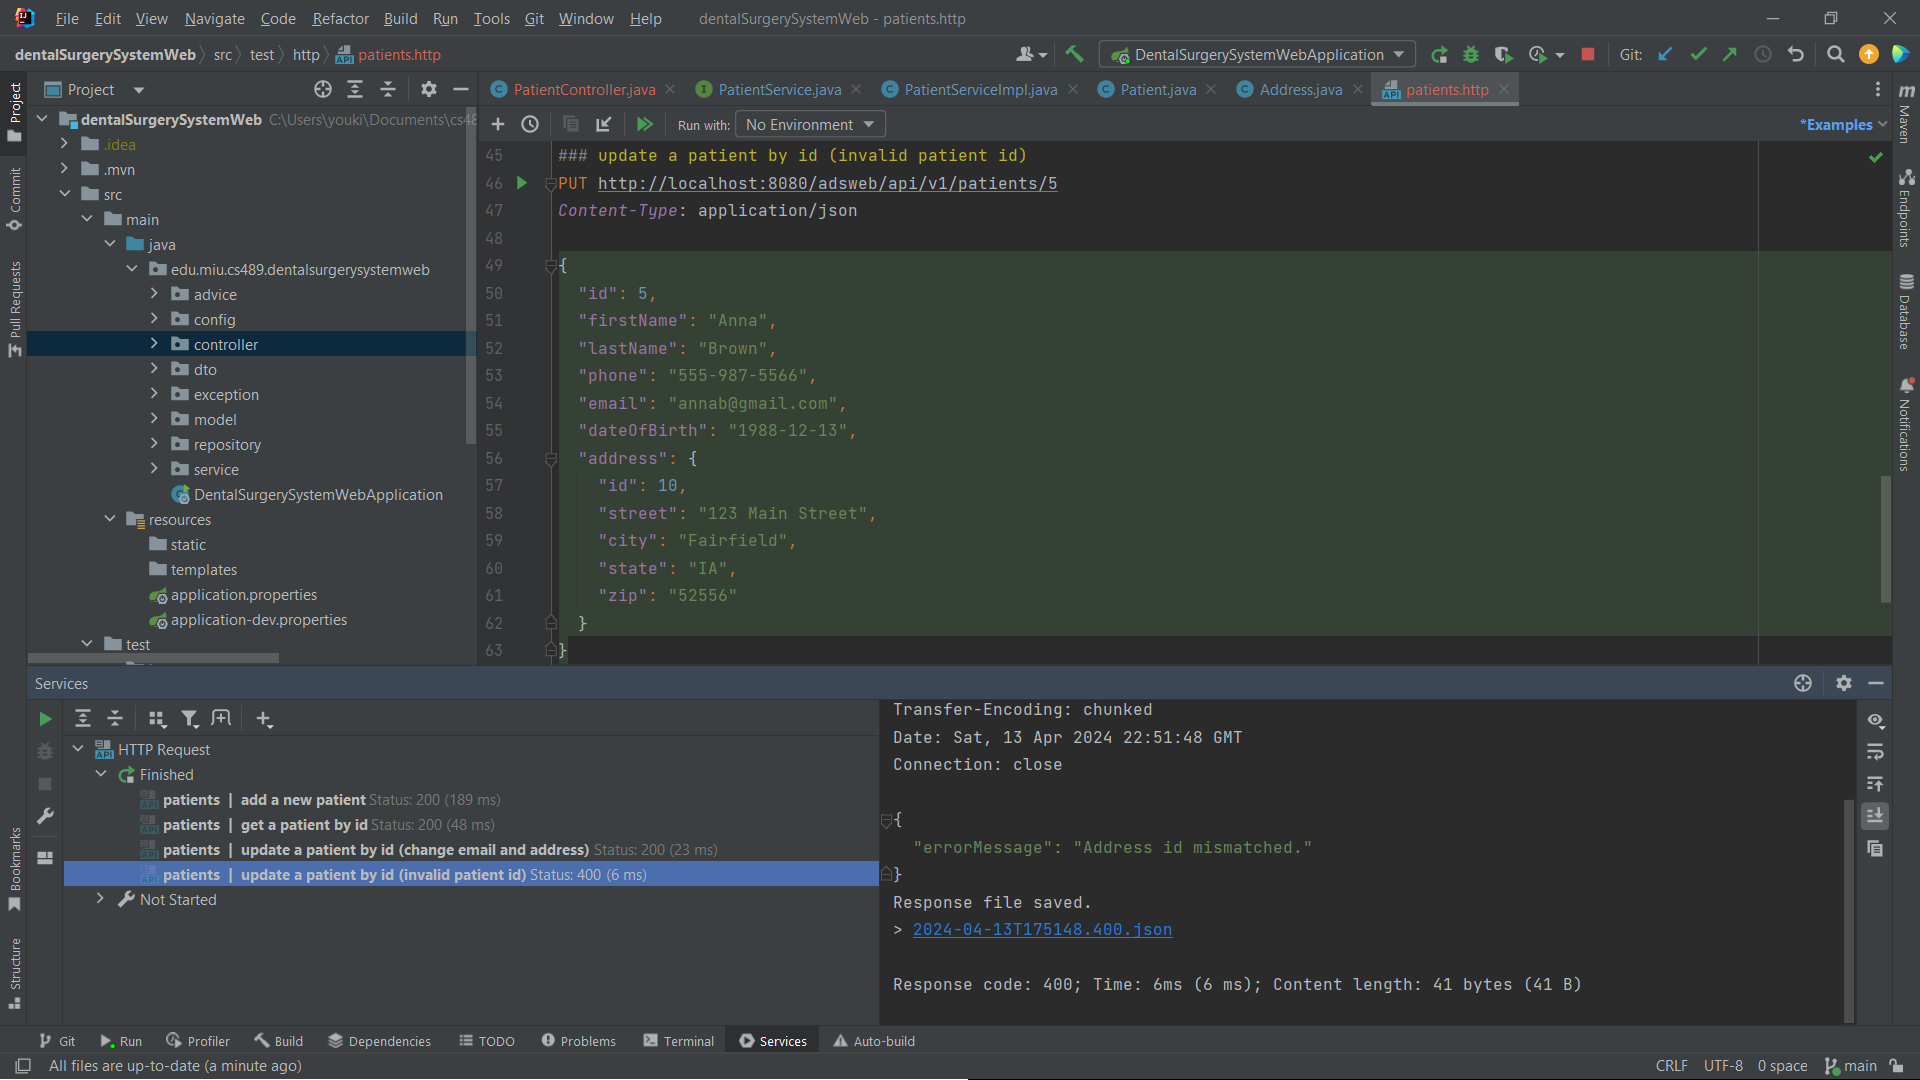 File Edit View Navigate Code Refactor Build Run Tools Git Window Help dentalSurgerySystemWeb - patients.http
dentalSurgerySystemWeb src test http patients.http DentalSurgerySystemWebApplication Git:
Project
Commit
Pull Requests
Bookmarks
Structure
Project
dentalSurgerySystemWeb C:\Users\youki\Documents\cs48
.idea
.mvn
src
main
java
edu.miu.cs489.dentalsurgerysystemweb
advice
config
controller
dto
exception
model
repository
service
DentalSurgerySystemWebApplication
resources
static
templates
application.properties
application-dev.properties
test
PatientController.java PatientService.java PatientServiceImpl.java Patient.java Address.java patients.http
Run with: No Environment *Examples
45 ### update a patient by id (invalid patient id)
46 PUT http://localhost:8080/adsweb/api/v1/patients/5
47 Content-Type: application/json
48
49 {
50 "id": 5,
51 "firstName": "Anna",
52 "lastName": "Brown",
53 "phone": "555-987-5566",
54 "email": "annab@gmail.com",
55 "dateOfBirth": "1988-12-13",
56 "address": {
57 "id": 10,
58 "street": "123 Main Street",
59 "city": "Fairfield",
60 "state": "IA",
61 "zip": "52556"
62 }
63 }
Maven
Endpoints
Database
Notifications
Services
HTTP Request
Finished
patients | add a new patient Status: 200 (189 ms)
patients | get a patient by id Status: 200 (48 ms)
patients | update a patient by id (change email and address) Status: 200 (23 ms)
patients | update a patient by id (invalid patient id) Status: 400 (6 ms)
Not Started
Transfer-Encoding: chunked
Date: Sat, 13 Apr 2024 22:51:48 GMT
Connection: close
{
"errorMessage": "Address id mismatched."
}
Response file saved.
> 2024-04-13T175148.400.json
Response code: 400; Time: 6ms (6 ms); Content length: 41 bytes (41 B)
Git Run Profiler Build Dependencies TODO Problems Terminal Services Auto-build
All files are up-to-date (a minute ago) CRLF UTF-8 0 space main